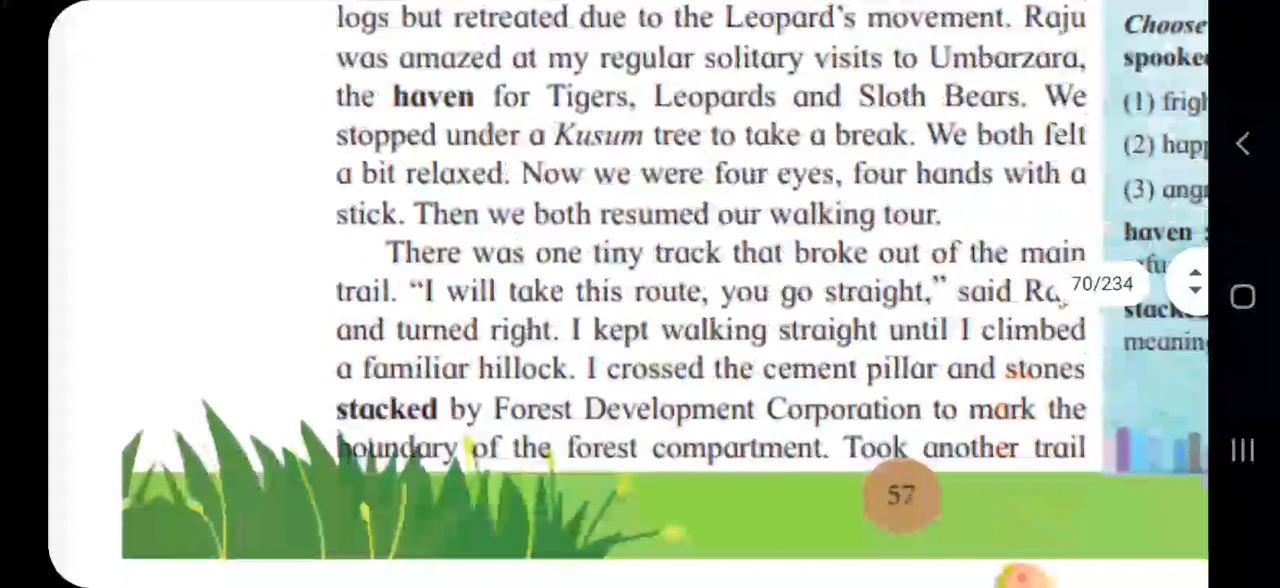 logs but retreated due to the Leopard's movement. Raju
was amazed at my regular solitary visits to Umbarzara,
the haven for Tigers, Leopards and Sloth Bears. We
stopped under a Kusum tree to take a break. We both felt
a bit relaxed. Now we were four eyes, four hands with a
stick. Then we both resumed our walking tour.
There was one tiny track that broke out of the main
trail. “I will take this route, you go straight,” said
and turned right. I kept walking straight until I climbed
a familiar hillock. I crossed the cement pillar and stones
stacked by Forest Development Corporation to mark the
boundary of the forest compartment. Took another trail
57
Choose
(1)
(2)
(3)
haven :
70/234